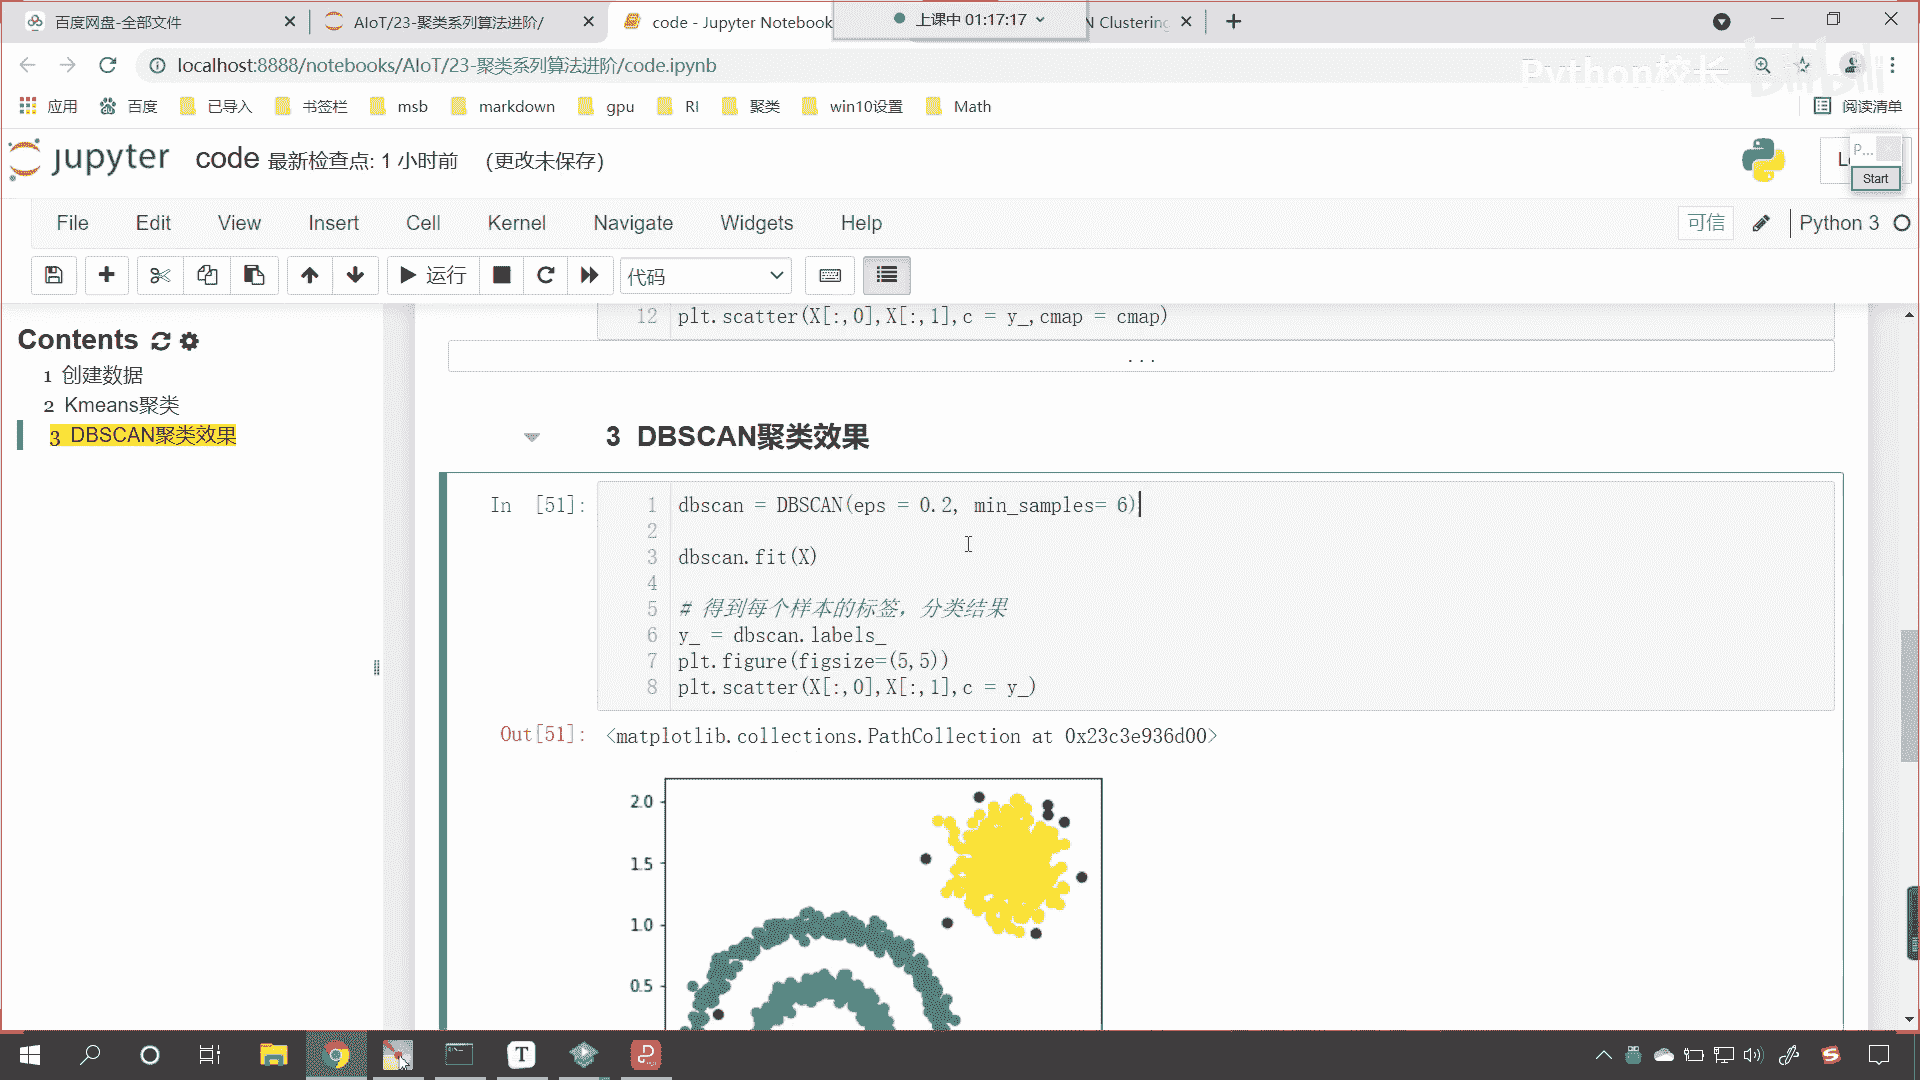 百度网盘-全部文件
AIoT/23-聚类系列算法进阶/
code - Jupyter Notebook
上课中 01:17:17
N Clustering
localhost:8888/notebooks/AIoT/23-聚类系列算法进阶/code.ipynb
Python校长
bilibili
应用
百度
已导入
书签栏
msb
markdown
gpu
RI
聚类
win10设置
Math
阅读清单
jupyter code 最新检查点: 1 小时前 (更改未保存)
P...
Start
File Edit View Insert Cell Kernel Navigate Widgets Help
可信
Python 3
运行
代码
Contents
1 创建数据
2 Kmeans聚类
3 DBSCAN聚类效果
12 plt.scatter(X[:,0],X[:,1],c = y_,cmap = cmap)
...
3 DBSCAN聚类效果
In [51]:
1 dbscan = DBSCAN(eps = 0.2, min_samples= 6)
2
3 dbscan.fit(X)
4
5 # 得到每个样本的标签，分类结果
6 y_ = dbscan.labels_
7 plt.figure(figsize=(5,5))
8 plt.scatter(X[:,0],X[:,1],c = y_)
Out[51]: <matplotlib.collections.PathCollection at 0x23c3e936d00>
2.0
1.5
1.0
0.5